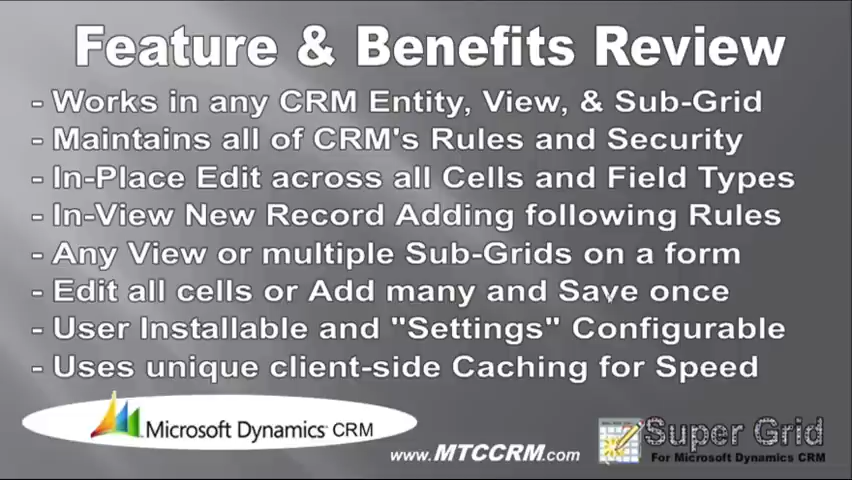 Feature & Benefits Review
- Works in any CRM Entity, View, & Sub-Grid
- Maintains all of CRM's Rules and Security
- In-Place Edit across all Cells and Field Types
- In-View New Record Adding following Rules
- Any View or multiple Sub-Grids on a form
- Edit all cells or Add many and Save once
- User Installable and "Settings" Configurable
- Uses unique client-side Caching for Speed
Microsoft Dynamics CRM
www.MTCCRM.com
Super Grid
For Microsoft Dynamics CRM